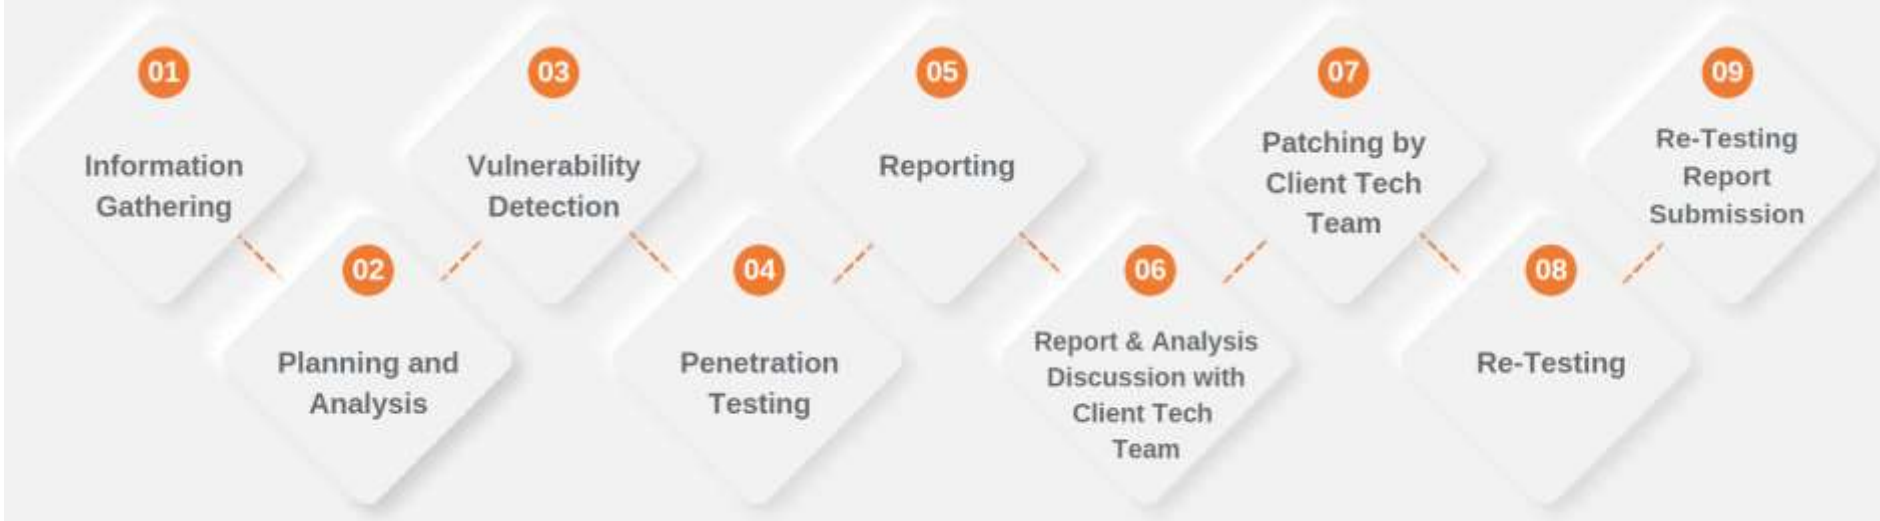 01
Information
Gathering
02
Planning and
Analysis
03
Vulnerability
Detection
04
Penetration
Testing
05
Reporting
06
Report & Analysis
Discussion with
Client Tech
Team
07
Patching by
Client Tech
Team
08
Re-Testing
09
Re-Testing
Report
Submission